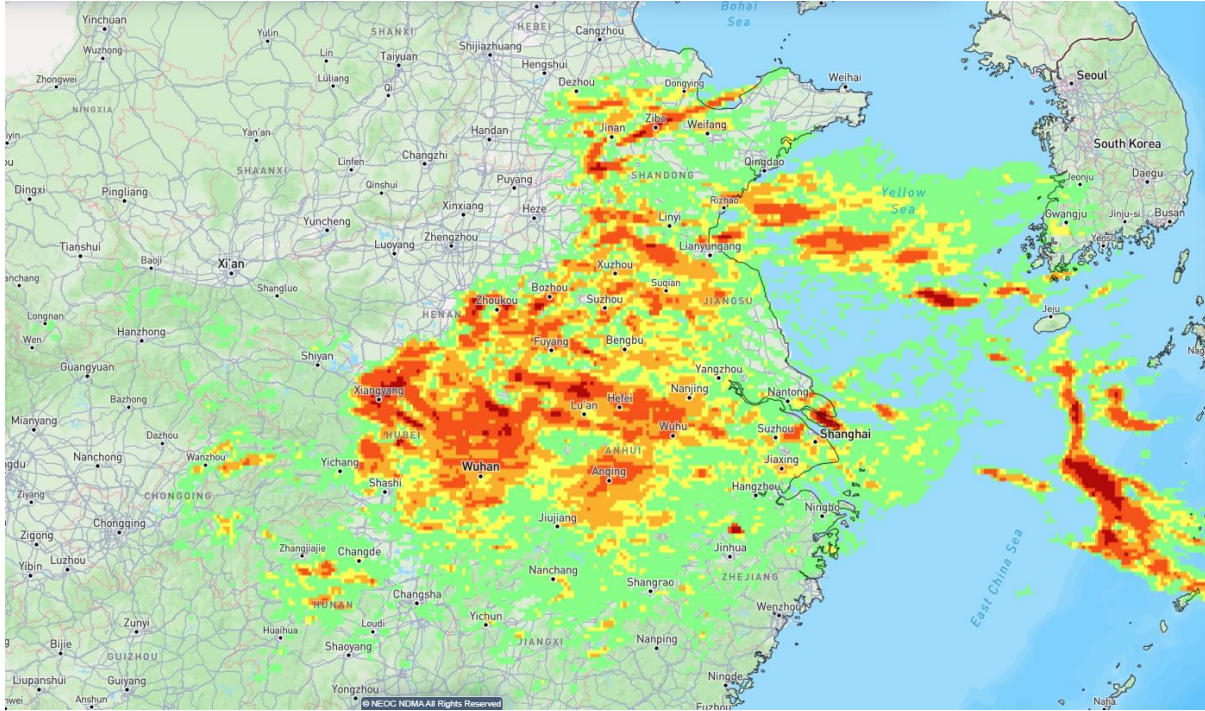 Bohai
Sea
Yinchuan
Wuzhong
Yulin
SHANXI
HEBEI
Cangzhou
Lin
Taiyuan
Shijiazhuang
Lüliang
Hengshui
Zhongwei
Qi
Dezhou
Dongying
Weihai
Seoul
NINGXIA
Yan'an
Handan
Jinan
Zibo
Weifang
South Korea
Linfen
Changzhi
SHAANXI
Qingdao
Daegu
Dingxi
Pingliang
Qinshui
Puyang
SHANDONG
Jeonju
Yellow
Sea
Yuncheng
Xinxiang
Heze
Rizhao
Linyi
Gwangju
Jinju-si
Busan
Tianshui
Baoji
Luoyang
Zhengzhou
Lianyungang
Yeosu
Xi'an
Xuzhou
Suqian
Shangluo
Bozhou
Zhoukou
Suzhou
JIANGSU
Jeju
Longnan
HENAN
Hanzhong
Wen
Fuyang
Bengbu
Shiyan
Guangyuan
Yangzhou
Xiangyang
Nanjing
Nantong
Bazhong
Lu'an
Hefei
Mianyang
Dazhou
HUBEI
Wuhu
Suzhou
Shanghai
Nanchong
Wanzhou
ANHUI
Yichang
Wuhan
Anqing
Jiaxing
Ziyang
CHONGQING
Shashi
Hangzhou
Ningbo
Chongqing
Jiujiang
Zigong
Luzhou
Zhangjiajie
Changde
Jinhua
East China Sea
Yibin
Nanchang
Shangrao
ZHEJIANG
HUNAN
Changsha
Wenzhou
Zunyi
Huaihua
Loudi
Yichun
Bijie
Shaoyang
JIANGXI
Nanping
GUIZHOU
Liupanshui
Guiyang
Ningde
Anshun
Yongzhou
© NEOC NDMA All Rights Reserved
Fuzhou
Naha